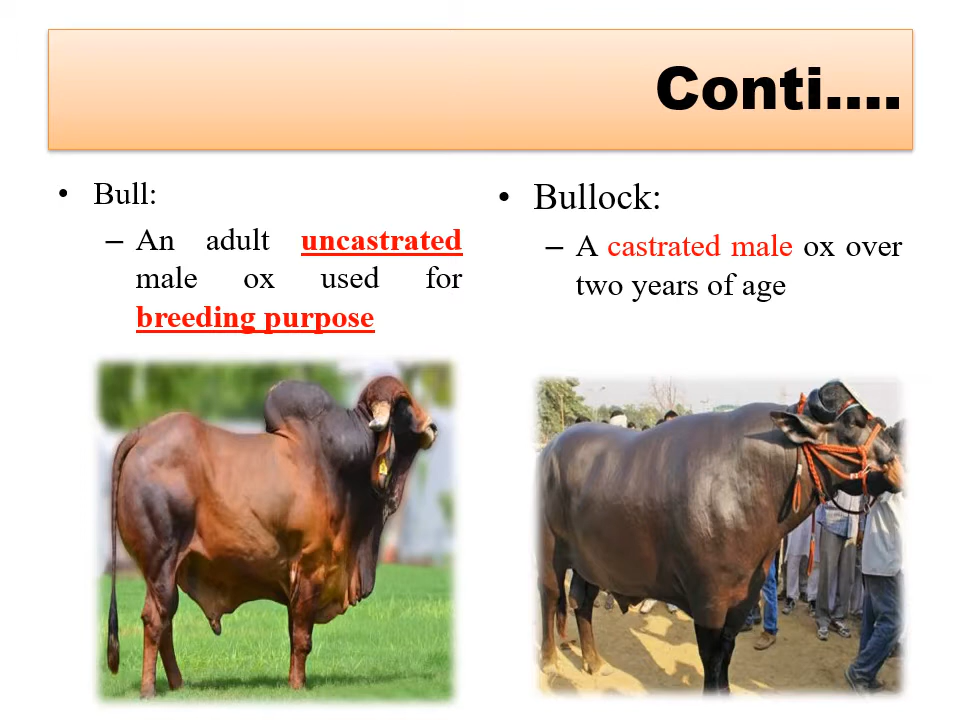 Conti....
• Bull:
– An adult uncastrated
male ox used for
breeding purpose
• Bullock:
– A castrated male ox over
two years of age